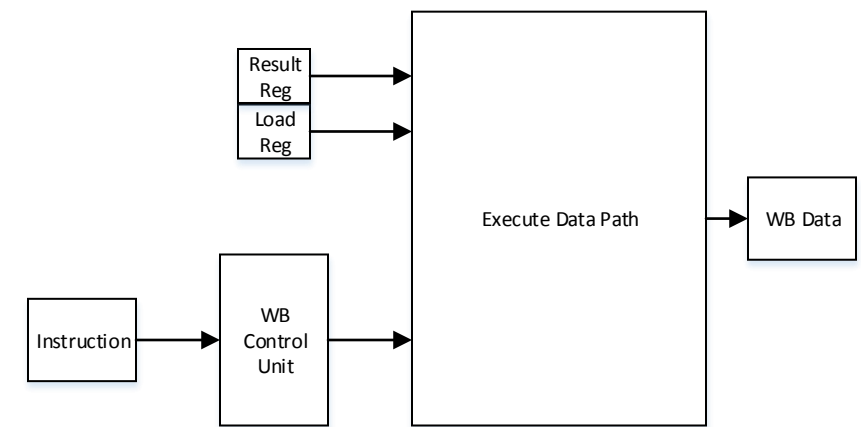 Result
Reg
Load
Reg
Execute Data Path
WB Data
Instruction
WB
Control
Unit